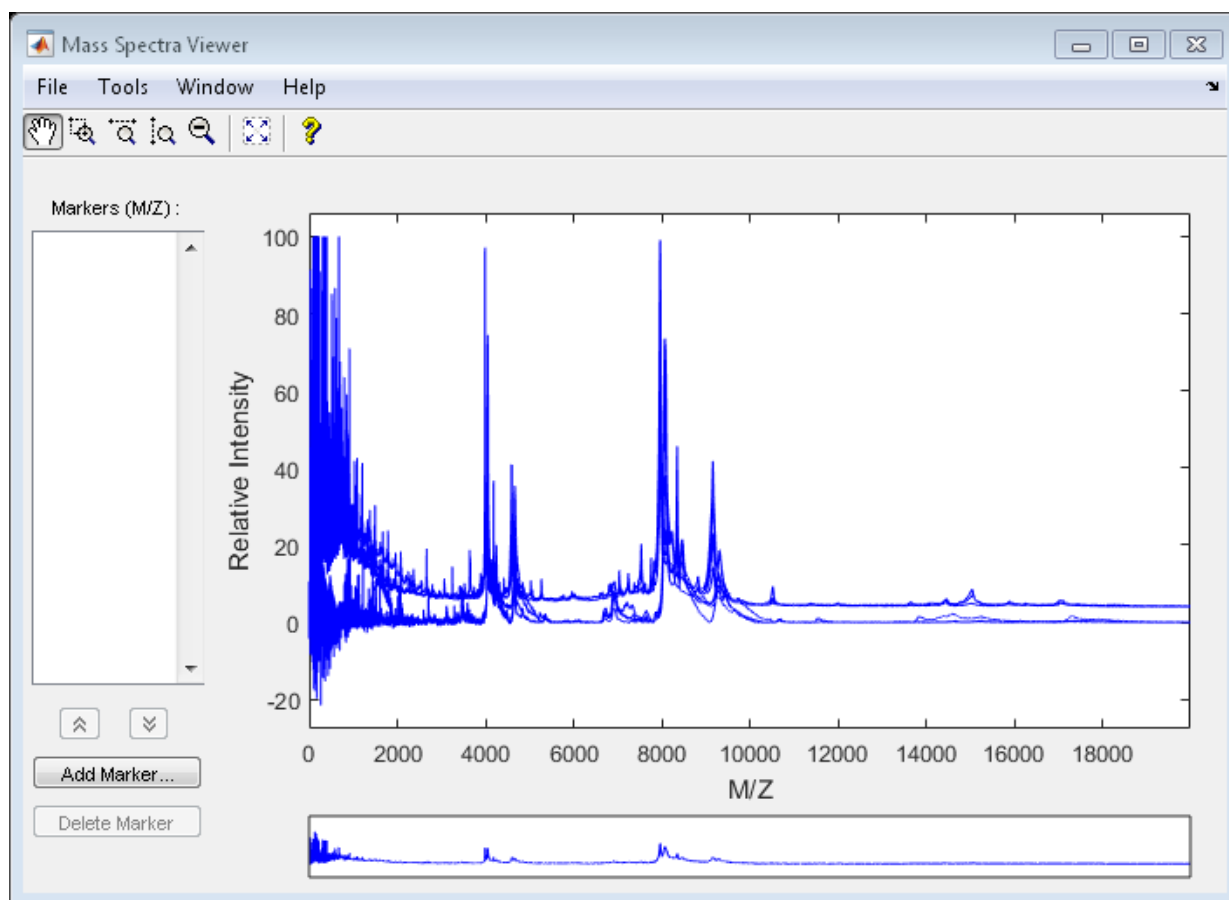 Mass Spectra Viewer
File Tools Window Help
Markers (M/Z) :
100
80
60
40
20
0
-20
Relative Intensity
0 2000 4000 6000 8000 10000 12000 14000 16000 18000
M/Z
Add Marker...
Delete Marker